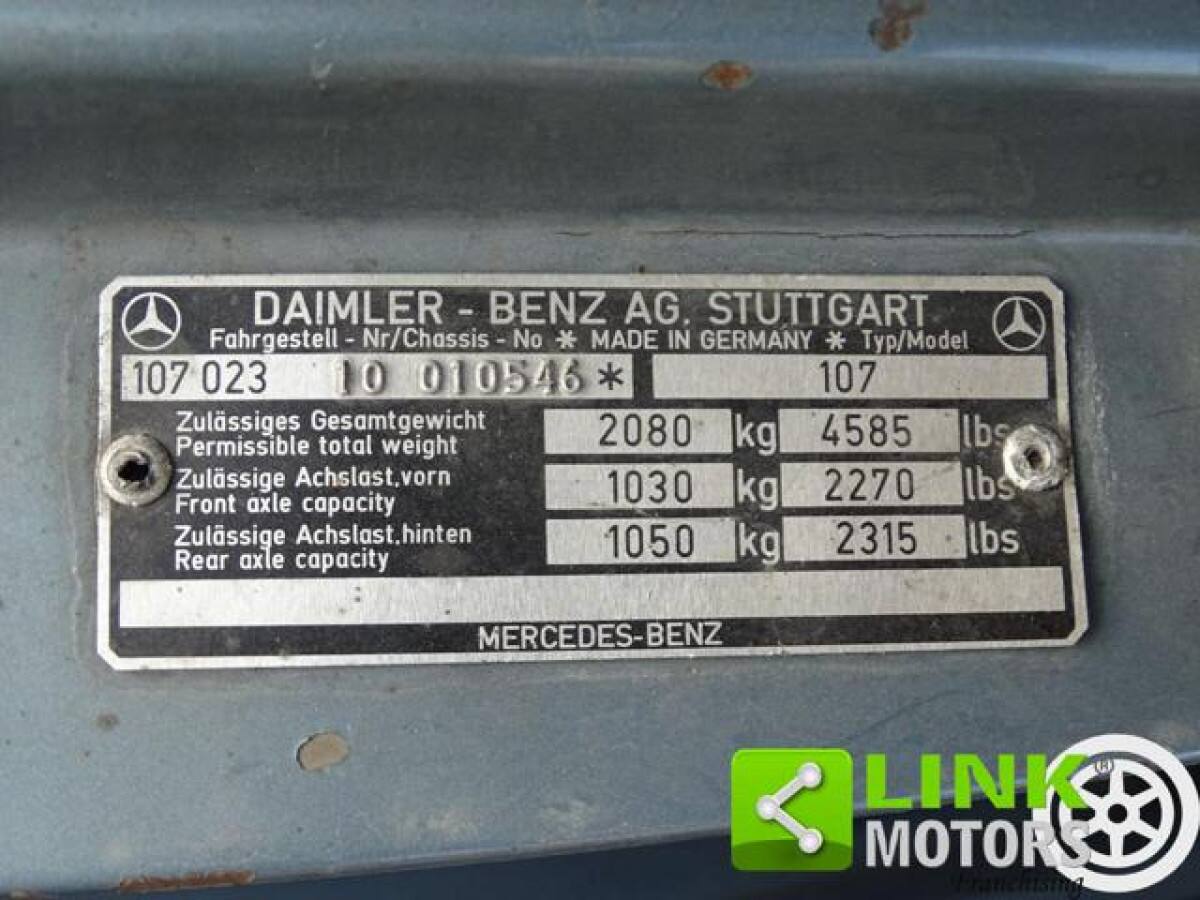 DAIMLER - BENZ AG. STUTTGART
Fahrgestell - Nr/Chassis - No * MADE IN GERMANY * Typ/Model
107 023 10 010546 * 107
Zulässiges Gesamtgewicht
Permissible total weight
2080 kg 4585 lbs
Zulässige Achslast.vorn
Front axle capacity
1030 kg 2270 lbs
Zulässige Achslast.hinten
Rear axle capacity
1050 kg 2315 lbs
MERCEDES-BENZ
LINK
MOTORS
Franchising